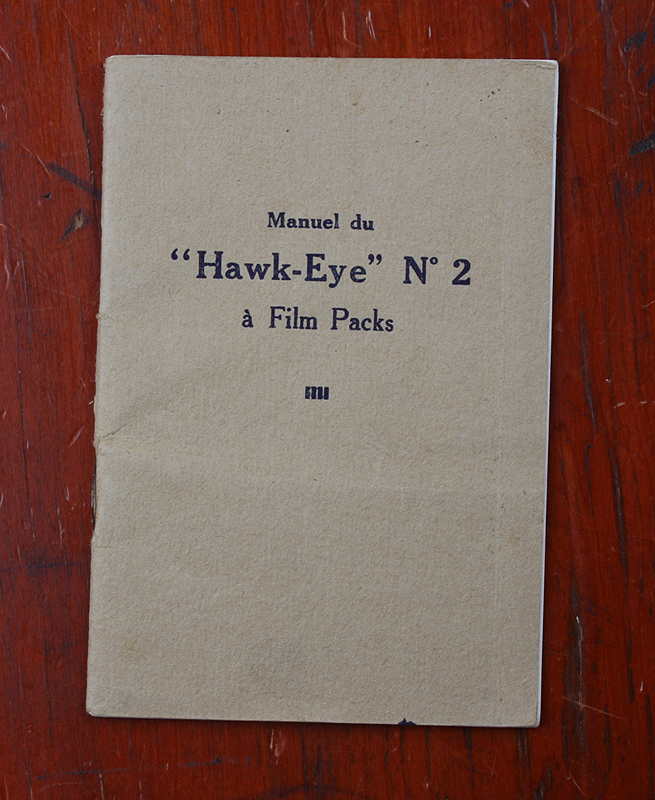 Manuel du
“Hawk-Eye” N° 2
à Film Packs